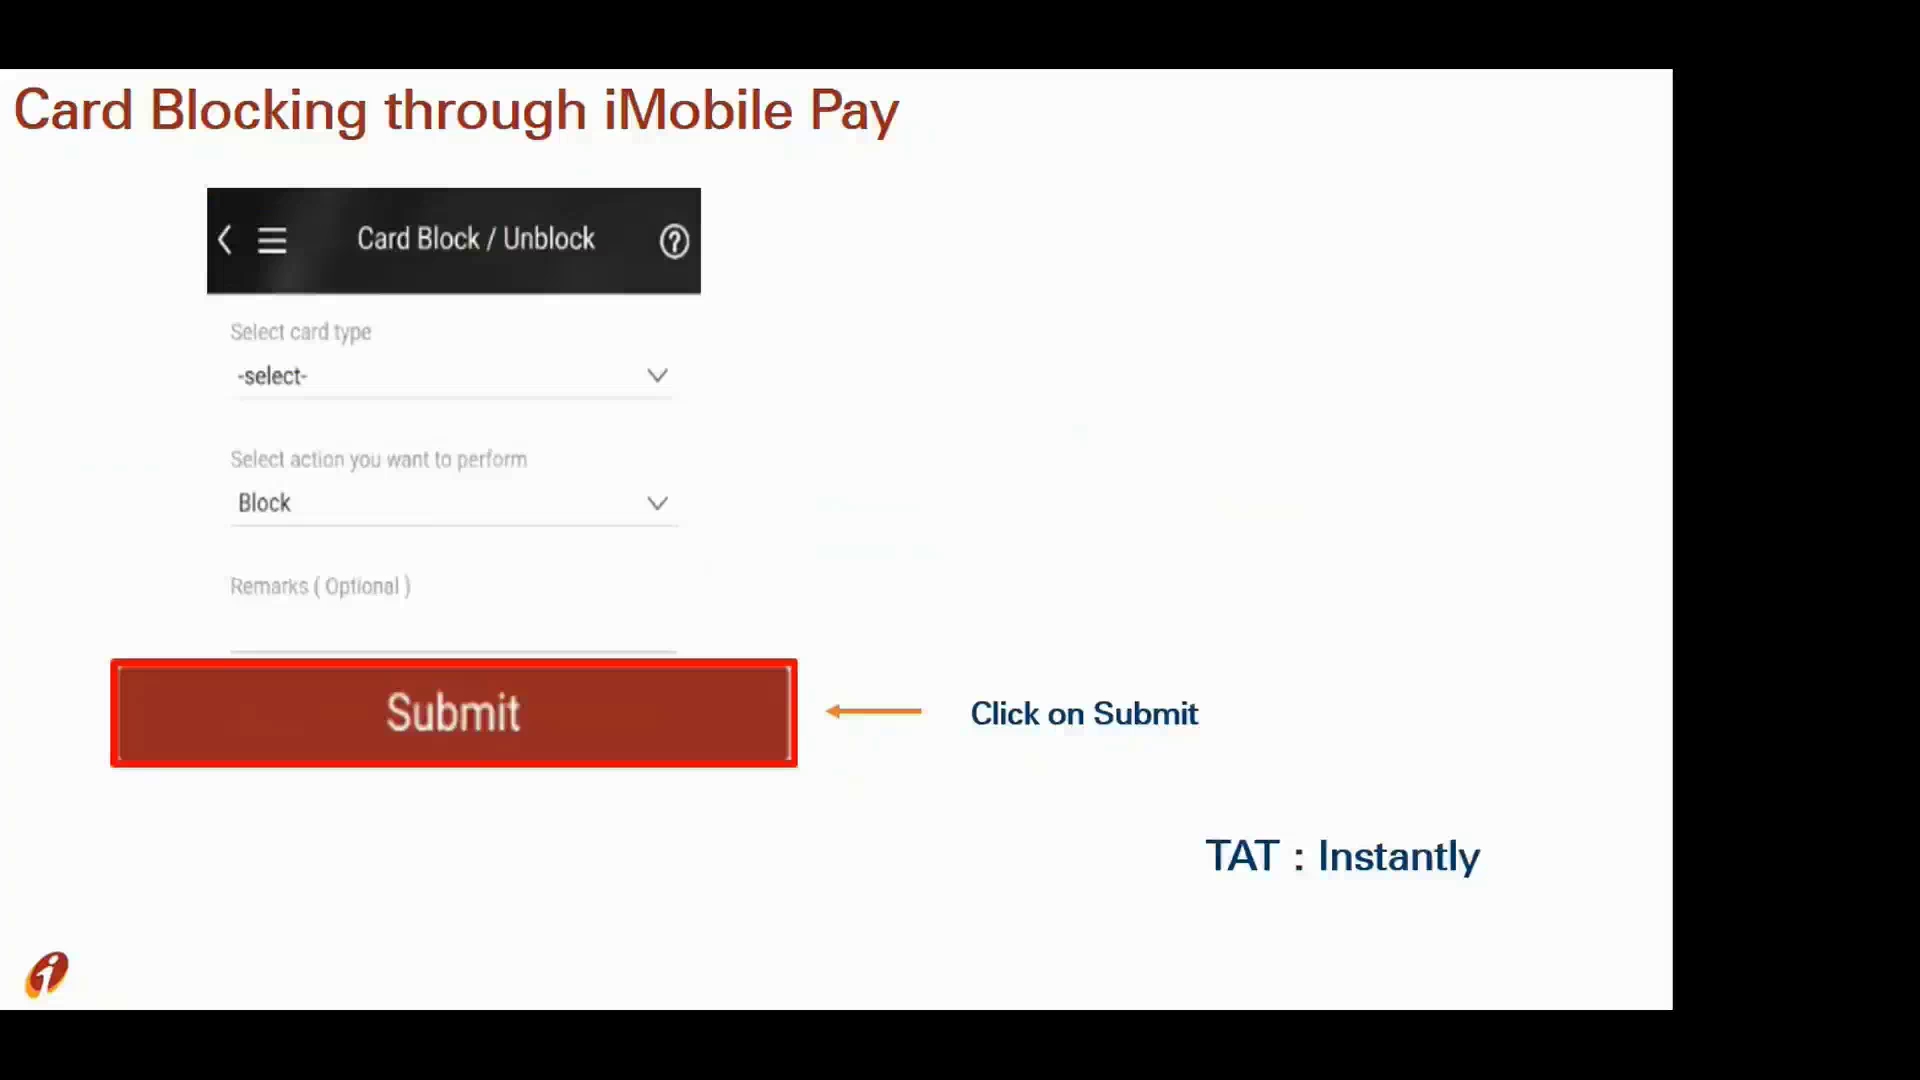 Card Blocking through iMobile Pay
Card Block / Unblock
Select card type
-select-
Select action you want to perform
Block
Remarks ( Optional )
Submit
Click on Submit
TAT : Instantly